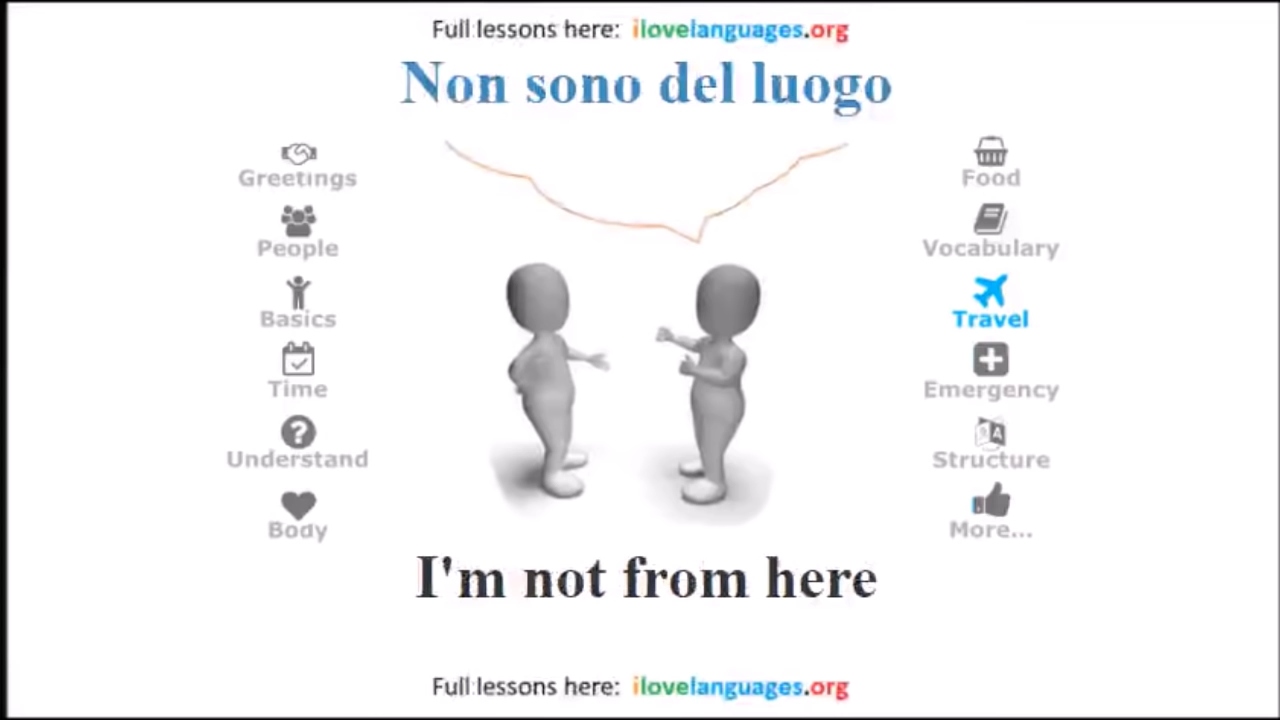 Full lessons here: ilovelanguages.org
Non sono del luogo
Greetings
People
Basics
Time
Understand
Body
Food
Vocabulary
Travel
Emergency
Structure
More...
I'm not from here
Full lessons here: ilovelanguages.org